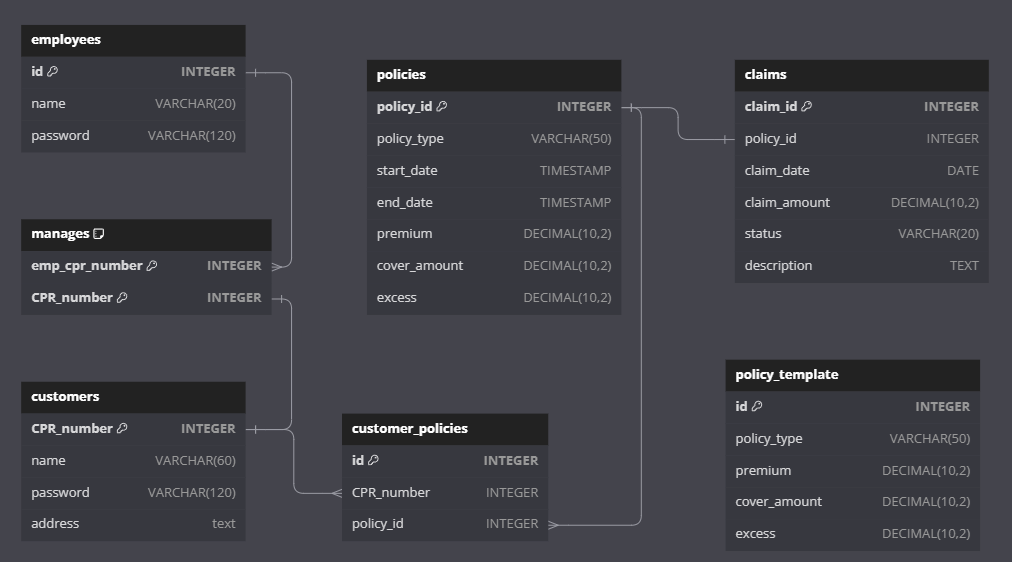 employees
id INTEGER
name VARCHAR(20)
password VARCHAR(120)
manages
emp_cpr_number INTEGER
CPR_number INTEGER
customers
CPR_number INTEGER
name VARCHAR(60)
password VARCHAR(120)
address text
policies
policy_id INTEGER
policy_type VARCHAR(50)
start_date TIMESTAMP
end_date TIMESTAMP
premium DECIMAL(10,2)
cover_amount DECIMAL(10,2)
excess DECIMAL(10,2)
customer_policies
id INTEGER
CPR_number INTEGER
policy_id INTEGER
claims
claim_id INTEGER
policy_id INTEGER
claim_date DATE
claim_amount DECIMAL(10,2)
status VARCHAR(20)
description TEXT
policy_template
id INTEGER
policy_type VARCHAR(50)
premium DECIMAL(10,2)
cover_amount DECIMAL(10,2)
excess DECIMAL(10,2)